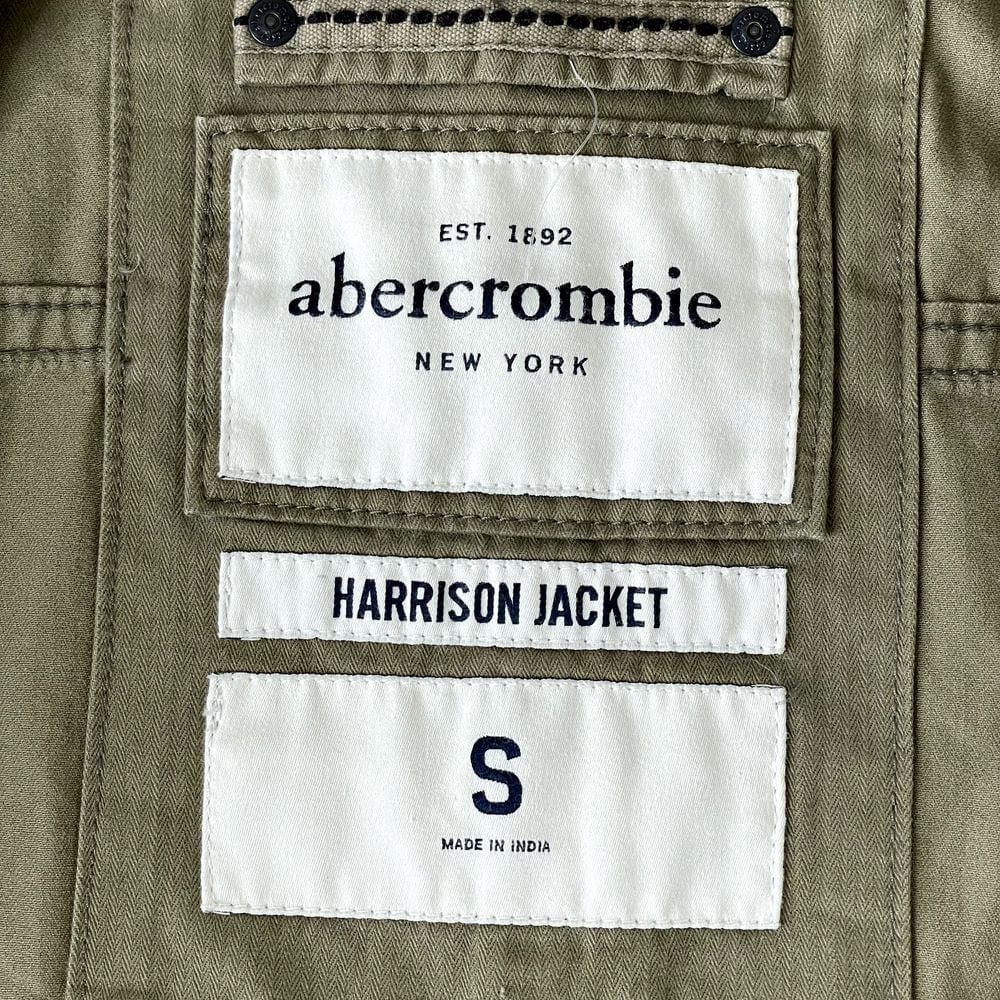 EST. 1892
abercrombie
NEW YORK
HARRISON JACKET
S
MADE IN INDIA